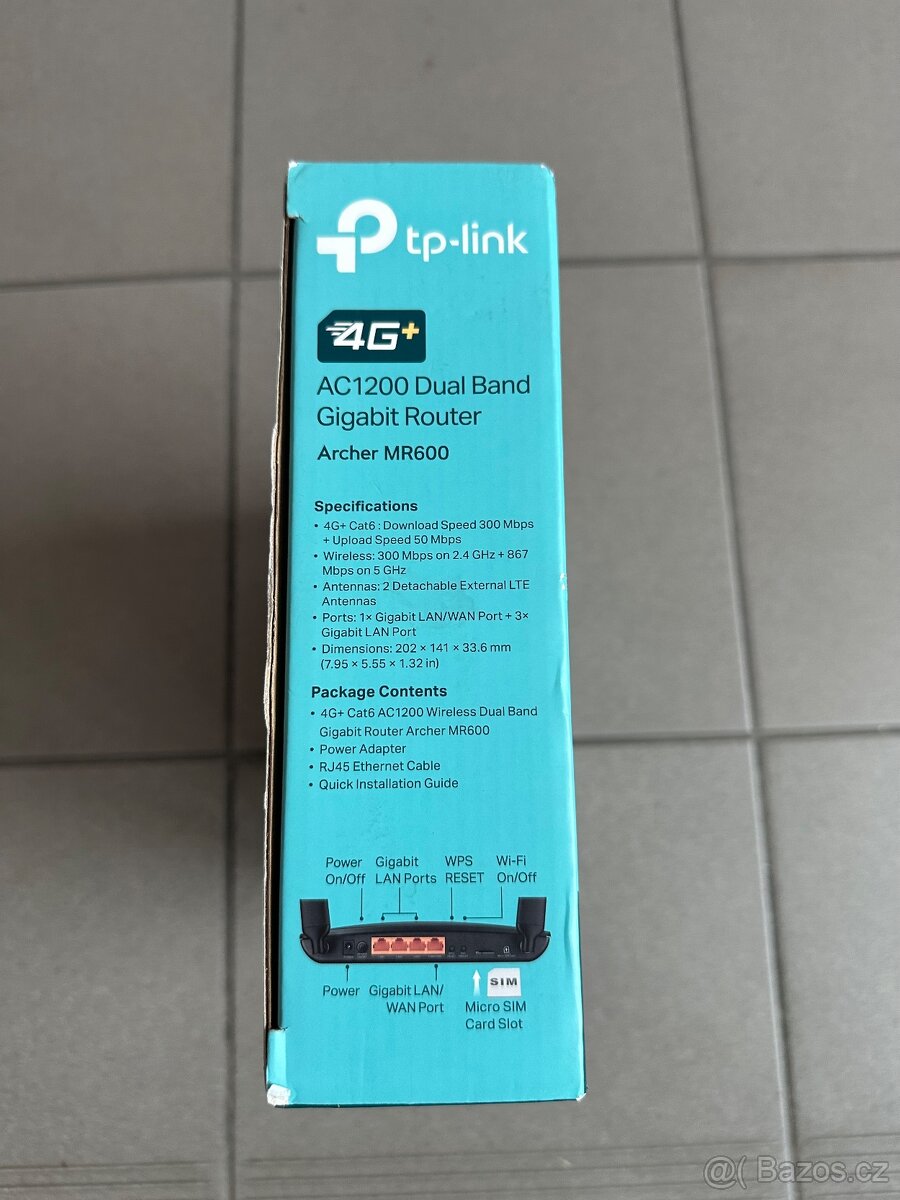 tp-link
4G+
AC1200 Dual Band
Gigabit Router
Archer MR600
Specifications
• 4G+ Cat6 : Download Speed 300 Mbps
+ Upload Speed 50 Mbps
• Wireless: 300 Mbps on 2.4 GHz + 867
Mbps on 5 GHz
• Antennas: 2 Detachable External LTE
Antennas
• Ports: 1× Gigabit LAN/WAN Port + 3×
Gigabit LAN Port
• Dimensions: 202 × 141 × 33.6 mm
(7.95 × 5.55 × 1.32 in)
Package Contents
• 4G+ Cat6 AC1200 Wireless Dual Band
Gigabit Router Archer MR600
• Power Adapter
• RJ45 Ethernet Cable
• Quick Installation Guide
Power On/Off
Gigabit LAN Ports
WPS RESET
Wi-Fi On/Off
Power
Gigabit LAN/
WAN Port
SIM
Micro SIM
Card Slot
@( Bazos.cz